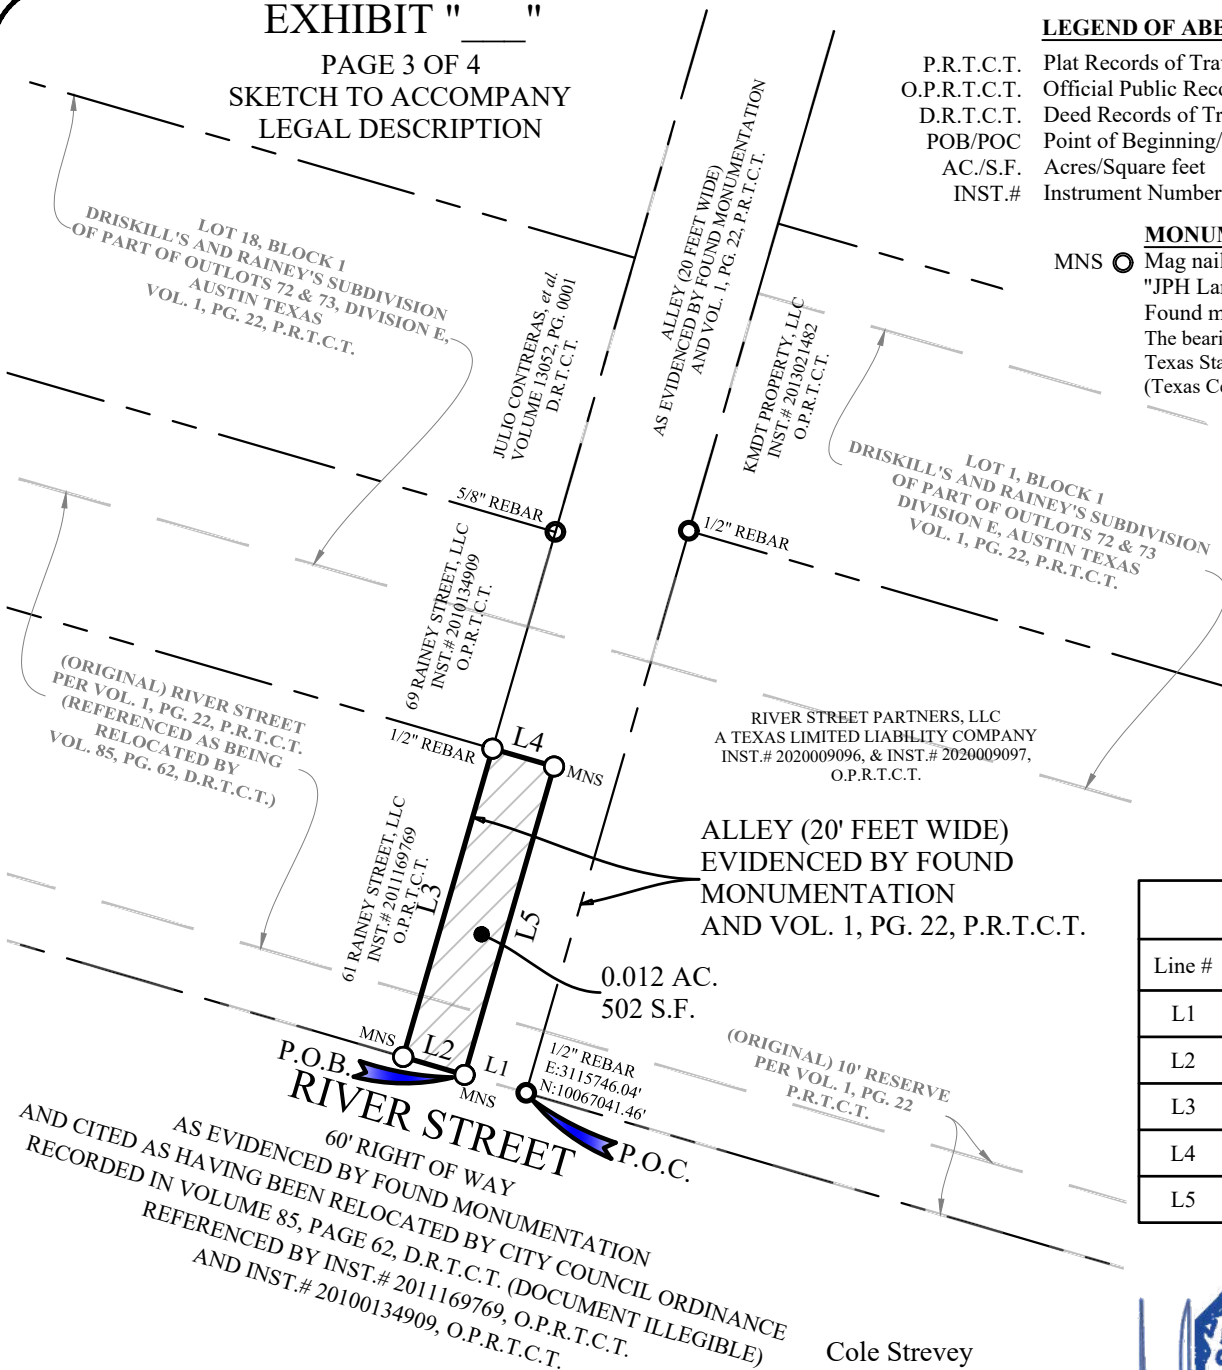 EXHIBIT "___"
PAGE 3 OF 4
SKETCH TO ACCOMPANY
LEGAL DESCRIPTION
LEGEND OF
P.R.T.C.T. Plat Records of
O.P.R.T.C.T. Official Public
D.R.T.C.T. Deed Records of
POB/POC Point of Beginning/
AC./S.F. Acres/Square feet
INST.# Instrument Number
MNS Mag nail
"JPH
Found
The
Texas
(Texas
LOT 18, BLOCK 1
DRISKILL'S AND RAINEY'S SUBDIVISION
OF PART OF OUTLOTS 72 & 73, DIVISION E,
AUSTIN TEXAS
VOL. 1, PG. 22, P.R.T.C.T.
JULIO CONTRERAS, et al.
VOLUME 13052, PG. 0001
D.R.T.C.T.
ALLEY (20 FEET WIDE)
AS EVIDENCED BY FOUND MONUMENTATION
AND VOL. 1, PG. 22, P.R.T.C.T.
KMDT PROPERTY, LLC
INST.# 2013021482
O.P.R.T.C.T.
LOT 1, BLOCK 1
DRISKILL'S AND RAINEY'S SUBDIVISION
OF PART OF OUTLOTS 72 & 73
DIVISION E, AUSTIN TEXAS
VOL. 1, PG. 22, P.R.T.C.T.
5/8" REBAR
1/2" REBAR
69 RAINEY STREET, LLC
INST.# 2010134909
O.P.R.T.C.T.
(ORIGINAL) RIVER STREET
PER VOL. 1, PG. 22, P.R.T.C.T.
(REFERENCED AS BEING
RELOCATED BY
VOL. 85, PG. 62, D.R.T.C.T.)
1/2" REBAR
L4
MNS
RIVER STREET PARTNERS, LLC
A TEXAS LIMITED LIABILITY COMPANY
INST.# 2020009096, & INST.# 2020009097,
O.P.R.T.C.T.
61 RAINEY STREET, LLC
INST.# 2011169769
O.P.R.T.C.T.
L3
L5
ALLEY (20' FEET WIDE)
EVIDENCED BY FOUND
MONUMENTATION
AND VOL. 1, PG. 22, P.R.T.C.T.
0.012 AC.
502 S.F.
MNS
L2
L1
P.O.B.
MNS
1/2" REBAR
E:3115746.04'
N:10067041.46'
P.O.C.
(ORIGINAL) 10' RESERVE
PER VOL. 1, PG. 22
P.R.T.C.T.
RIVER STREET
60' RIGHT OF WAY
AS EVIDENCED BY FOUND MONUMENTATION
AND CITED AS HAVING BEEN RELOCATED BY CITY COUNCIL ORDINANCE
RECORDED IN VOLUME 85, PAGE 62, D.R.T.C.T. (DOCUMENT ILLEGIBLE)
REFERENCED BY INST.# 2011169769, O.P.R.T.C.T.
AND INST.# 20100134909, O.P.R.T.C.T.
Line #
L1
L2
L3
L4
L5
Cole Strevey